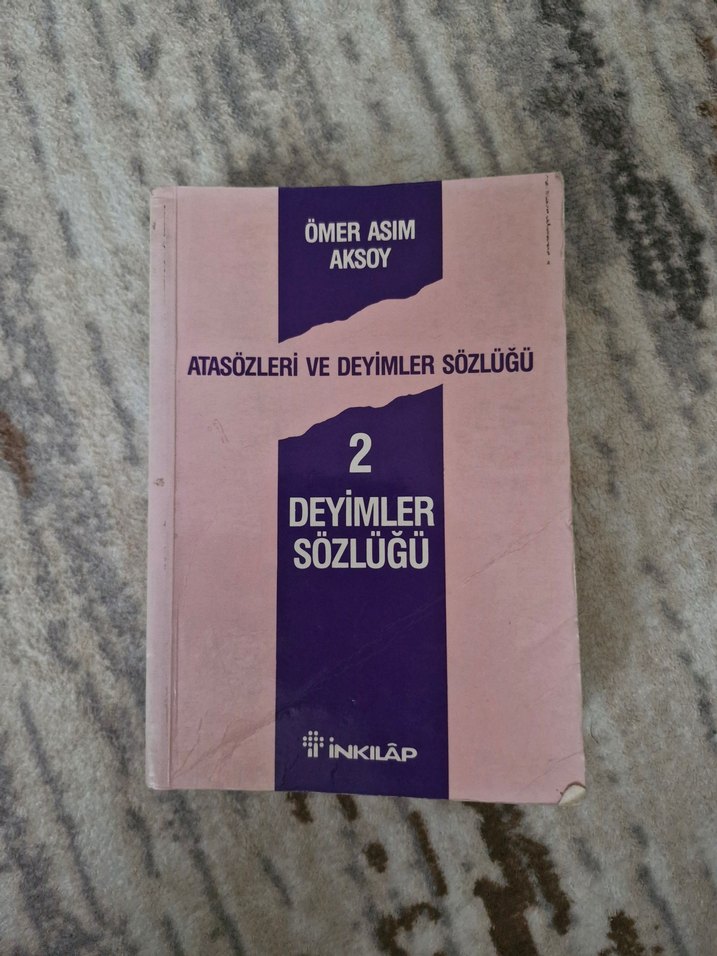 ÖMER ASIM
AKSOY
ATASÖZLERİ VE DEYİMLER SÖZLÜĞÜ
2
DEYİMLER
SÖZLÜĞÜ
İNKILÂP